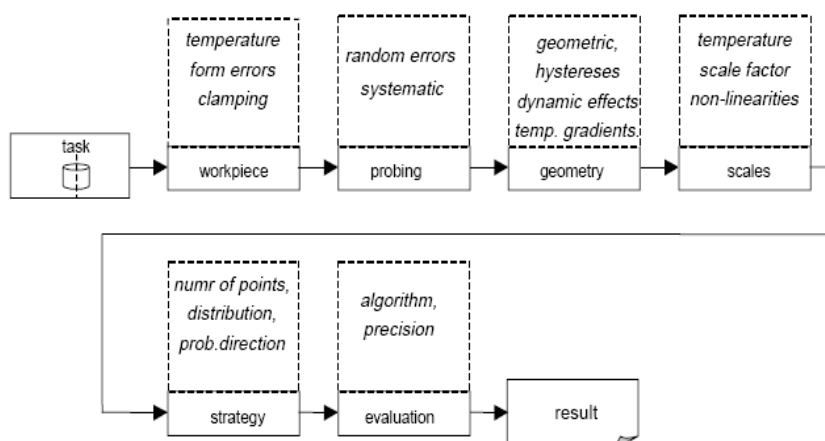 task
temperature
form errors
clamping
workpiece
random errors
systematic
probing
geometric,
hystereses
dynamic effects
temp. gradients.
geometry
temperature
scale factor
non-linearities
scales
numr of points,
distribution,
prob.direction
strategy
algorithm,
precision
evaluation
result